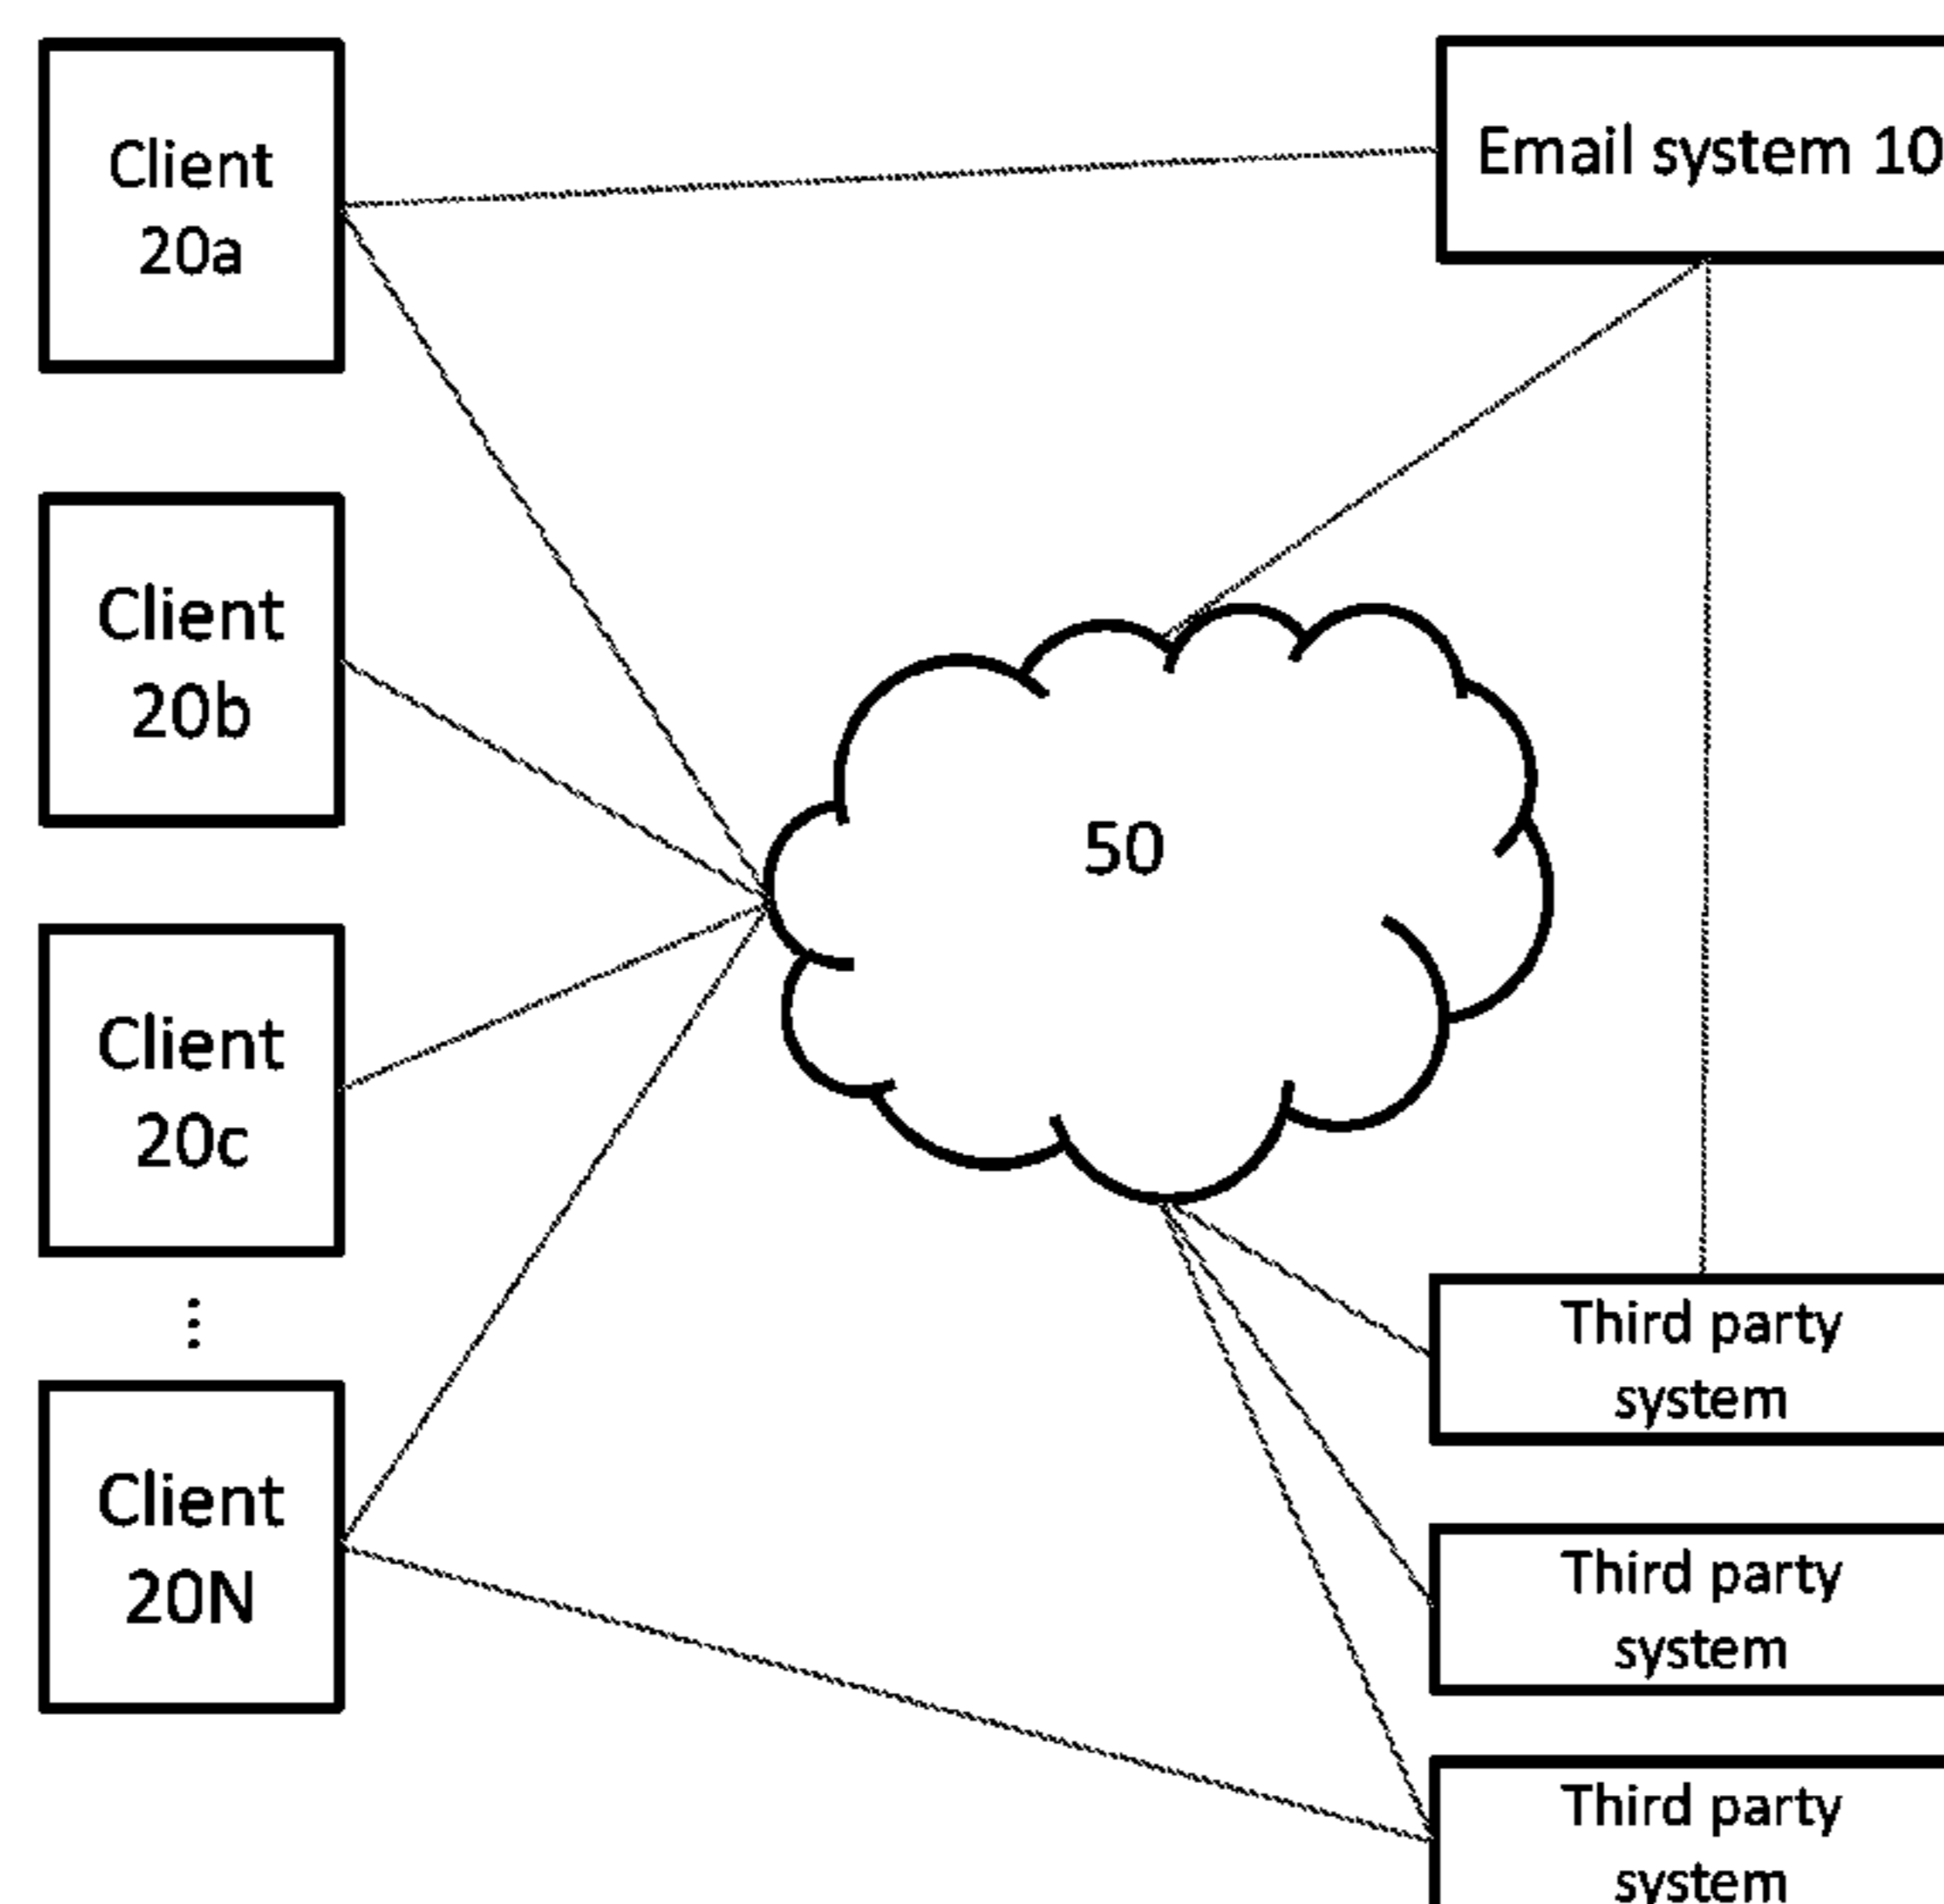 Client
20a
Email system 10
Client
20b
50
Client
20c
Third party
system
Client
20N
Third party
system
Third party
system